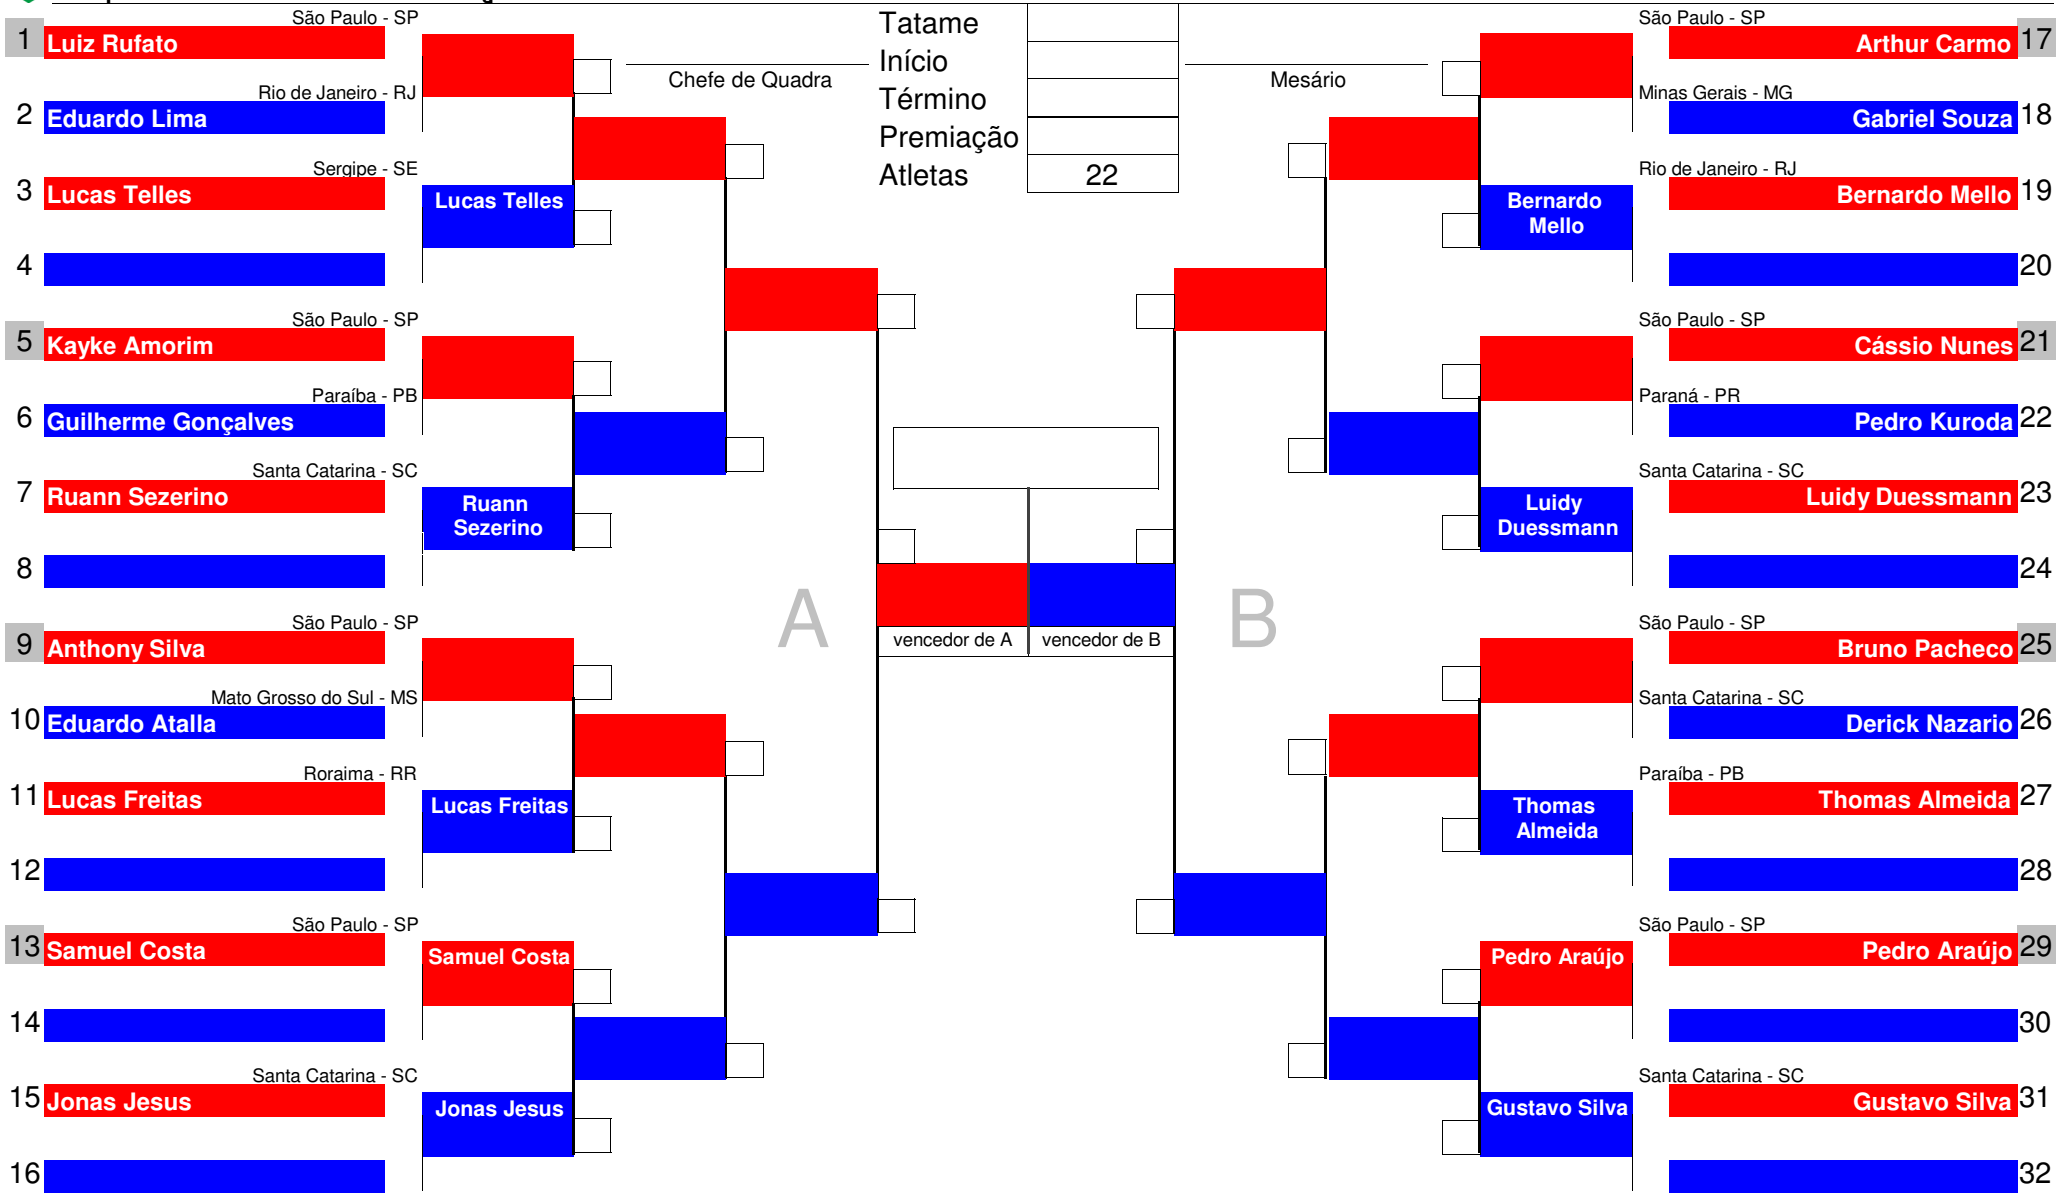 São Paulo - SP
1 Luiz Rufato
Rio de Janeiro - RJ
2 Eduardo Lima
Sergipe - SE
3 Lucas Telles
4
São Paulo - SP
5 Kayke Amorim
Paraíba - PB
6 Guilherme Gonçalves
Santa Catarina - SC
7 Ruann Sezerino
8
São Paulo - SP
9 Anthony Silva
Mato Grosso do Sul - MS
10 Eduardo Atalla
Roraima - RR
11 Lucas Freitas
12
São Paulo - SP
13 Samuel Costa
14
Santa Catarina - SC
15 Jonas Jesus
16
Lucas Telles
Ruann
Sezerino
Lucas Freitas
Samuel Costa
Jonas Jesus
Chefe de Quadra
Tatame
Início
Término
Premiação
Atletas 22
Mesário
A
vencedor de A
vencedor de B
B
Bernardo
Mello
Luidy
Duessmann
Thomas
Almeida
Pedro Araújo
Gustavo Silva
São Paulo - SP
Arthur Carmo 17
Minas Gerais - MG
Gabriel Souza 18
Rio de Janeiro - RJ
Bernardo Mello 19
20
São Paulo - SP
Cássio Nunes 21
Paraná - PR
Pedro Kuroda 22
Santa Catarina - SC
Luidy Duessmann 23
24
São Paulo - SP
Bruno Pacheco 25
Santa Catarina - SC
Derick Nazario 26
Paraíba - PB
Thomas Almeida 27
28
São Paulo - SP
Pedro Araújo 29
30
Santa Catarina - SC
Gustavo Silva 31
32